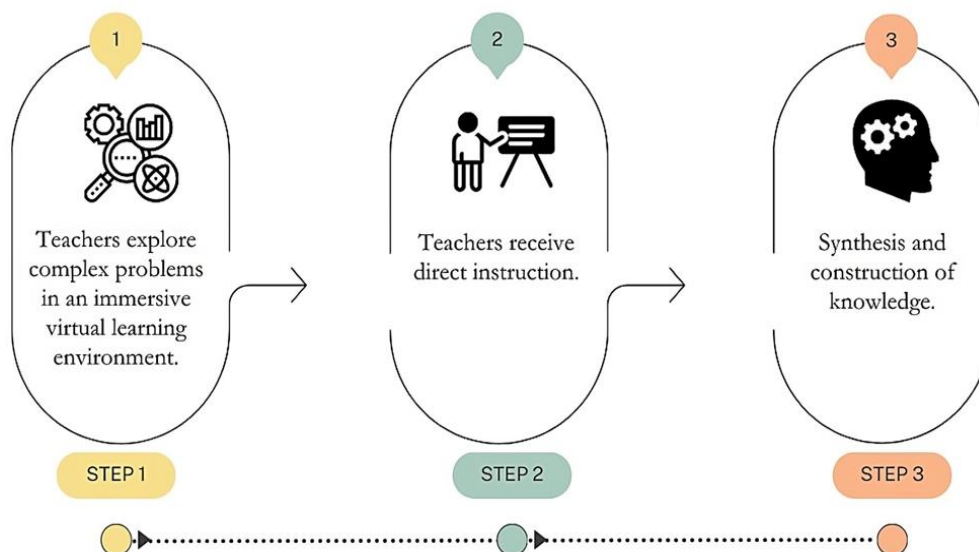 1
Teachers explore
complex problems
in an immersive
virtual learning
environment.
STEP 1
2
Teachers receive
direct instruction.
STEP 2
3
Synthesis and
construction of
knowledge.
STEP 3